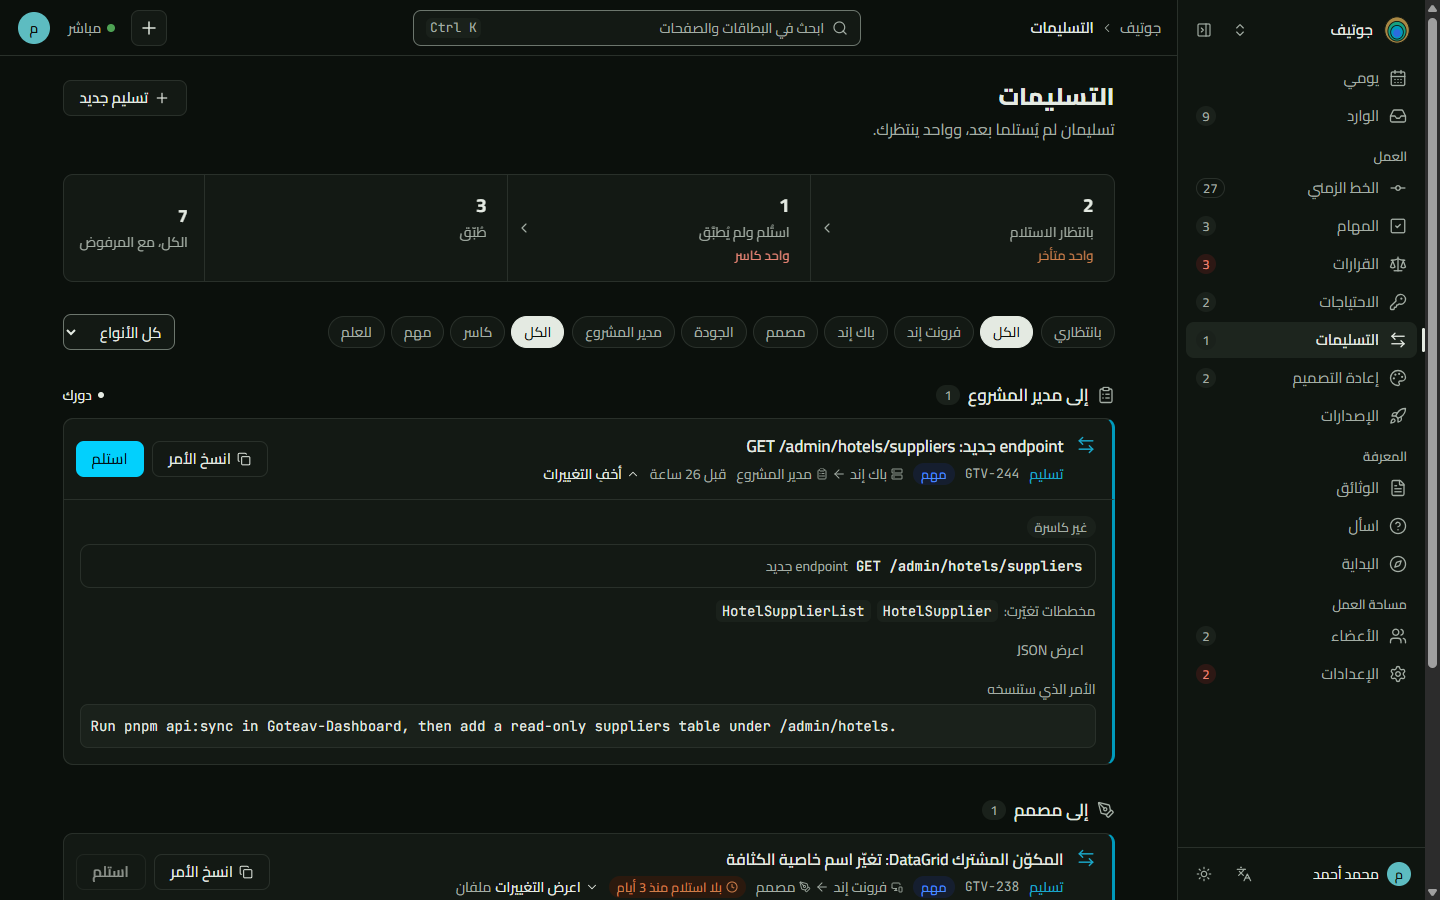 جوتيف
يومي
الوارد 9
العمل
الخط الزمني 27
المهام 3
القرارات 3
الاحتياجات 2
التسليمات 1
إعادة التصميم 2
الإصدارات
المعرفة
الوثائق
اسأل
البداية
مساحة العمل
الأعضاء 2
الإعدادات 2
محمد أحمد م
جوتيف التسليمات
ابحث في البطاقات والصفحات Ctrl K
مباشر م
التسليمات
تسليمان لم يُستلما بعد، وواحد ينتظرك.
تسليم جديد
2
بانتظار الاستلام
واحد متأخر
1
استُلم ولم يُطبَّق
واحد كاسر
3
طُبّق
7
الكل، مع المرفوض
بانتظاري الكل فرونت إند باك إند مصمم الجودة مدير المشروع الكل كاسر مهم للعلم كل الأنواع
إلى مدير المشروع 1 دورك
endpoint جديد: GET /admin/hotels/suppliers
تسليم GTV-244 مهم باك إند ← مدير المشروع قبل 26 ساعة أخفِ التغييرات
انسخ الأمر استلم
غير كاسرة
GET /admin/hotels/suppliers endpoint جديد
مخططات تغيّرت: HotelSupplier HotelSupplierList
اعرض JSON
الأمر الذي ستنسخه
Run pnpm api:sync in Goteav-Dashboard, then add a read-only suppliers table under /admin/hotels.
إلى مصمم 1
المكوّن المشترك DataGrid: تغيّر اسم خاصية الكثافة
تسليم GTV-238 مهم فرونت إند ← مصمم بلا استلام منذ 3 أيام اعرض التغييرات ملفان
انسخ الأمر استلم